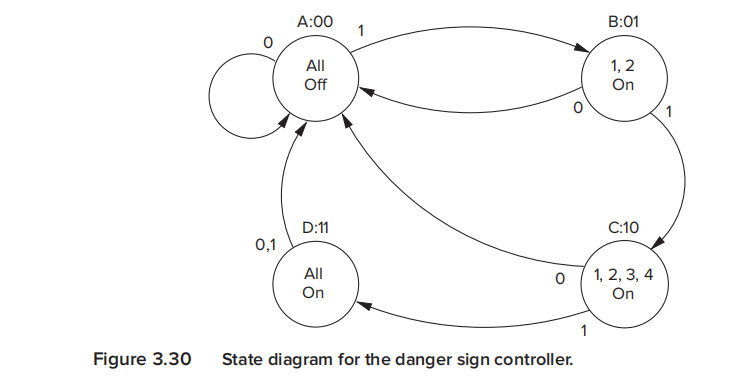 A:00
B:01
0
1
All
Off
1, 2
On
0
1
D:11
C:10
0,1
All
On
0
1, 2, 3, 4
On
1
Figure 3.30 State diagram for the danger sign controller.